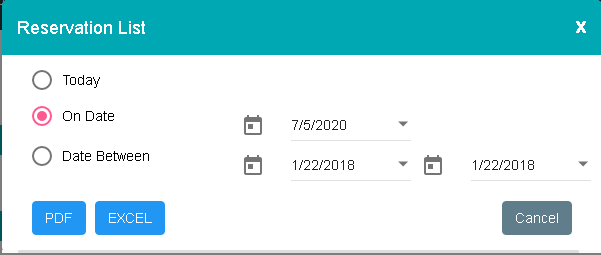 Reservation List X
Today
On Date 7/5/2020
Date Between 1/22/2018 1/22/2018
PDF EXCEL Cancel